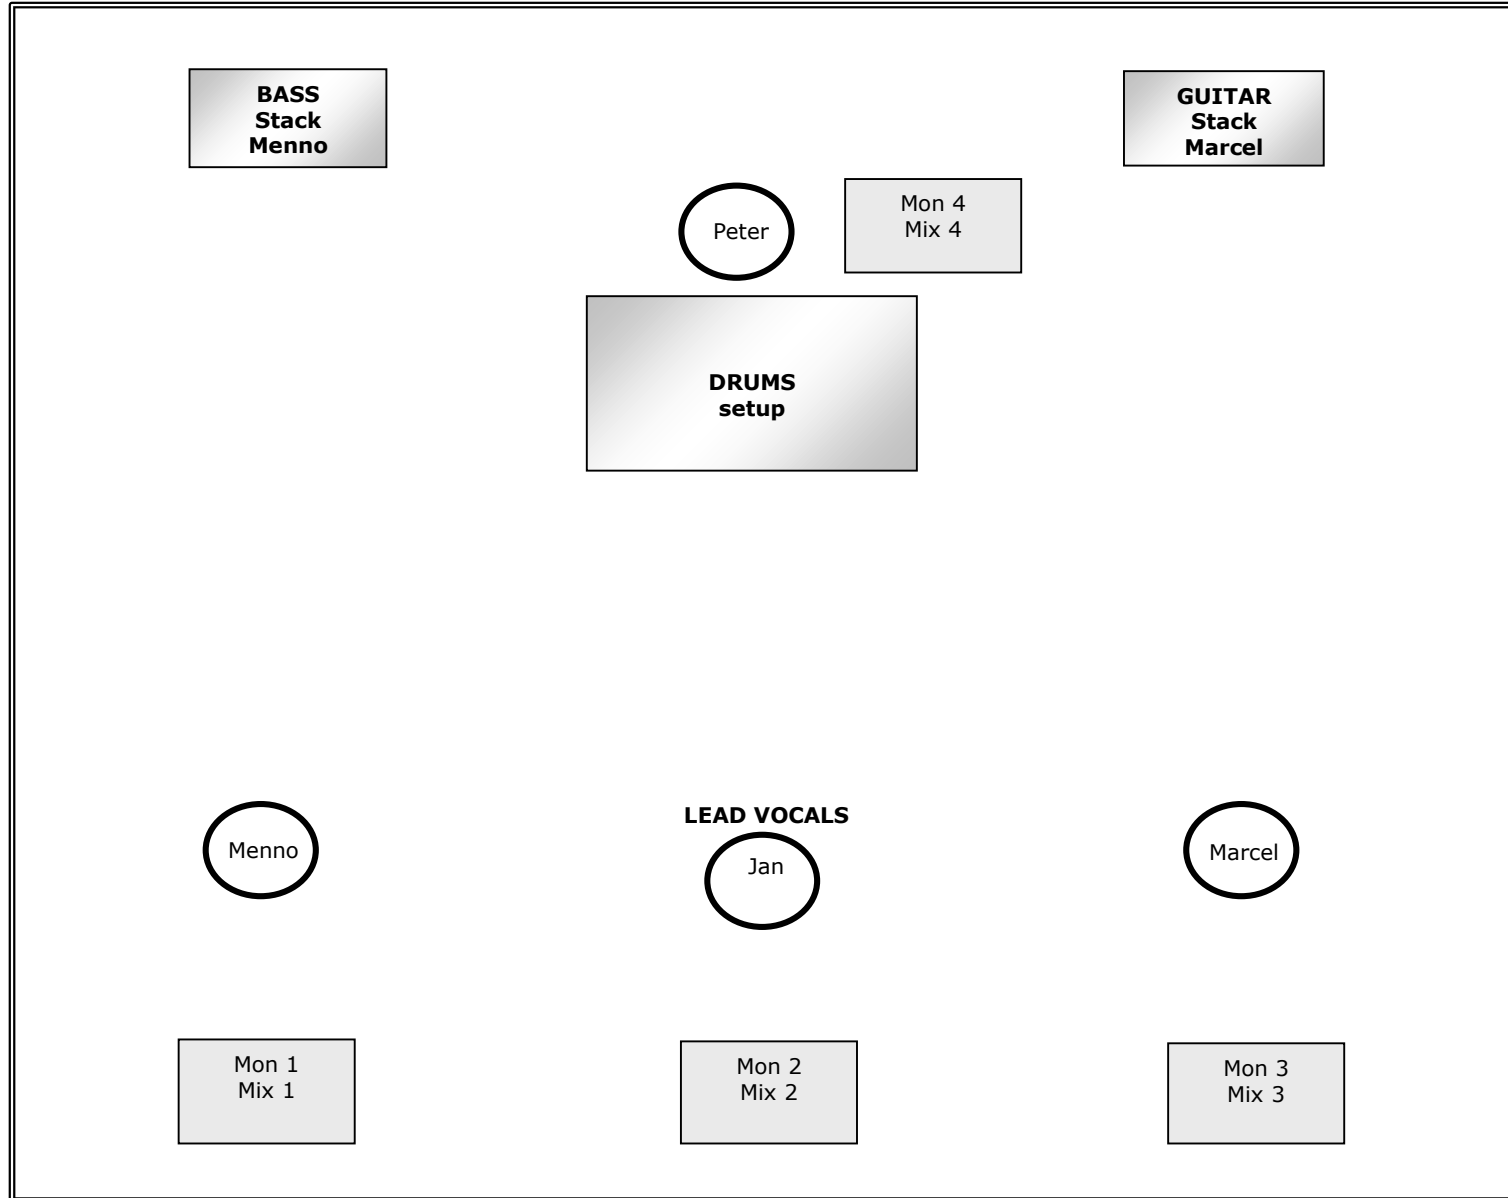 BASS
Stack
Menno
GUITAR
Stack
Marcel
Peter
Mon 4
Mix 4
DRUMS
setup
LEAD VOCALS
Menno
Jan
Marcel
Mon 1
Mix 1
Mon 2
Mix 2
Mon 3
Mix 3